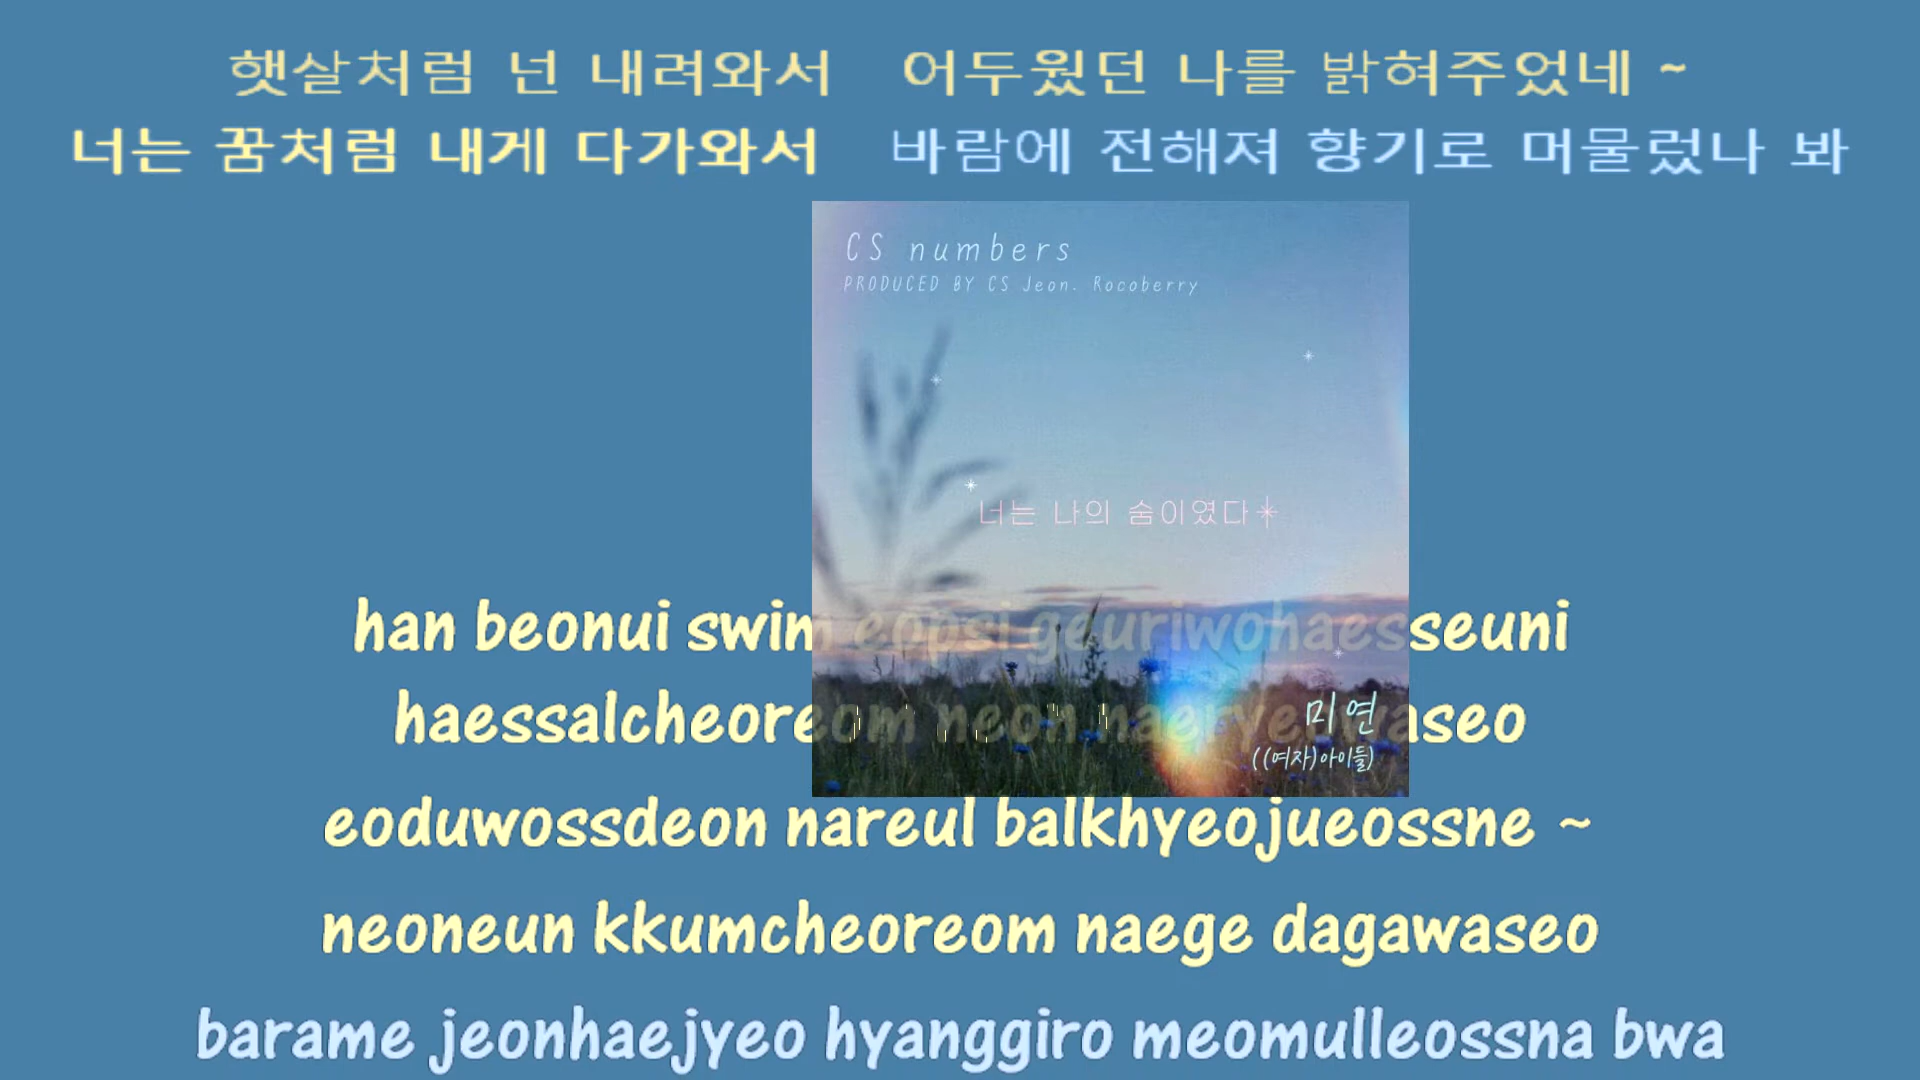 햇살처럼 넌 내려와서 어두웠던 나를 밝혀주었네 ~
너는 꿈처럼 내게 다가와서 바람에 전해져 향기로 머물렀나 봐
CS numbers
PRODUCED BY CS Jeon. Rocoberry
너는 나의 숨이였다
han beonui swim eopsi geuriwohaesseuni
haessalcheoreom neon naeryeowaseo
미연
((여자)아이들)
eoduwossdeon nareul balkhyeojueossne ~
neoneun kkumcheoreom naege dagawaseo
barame jeonhaejyeo hyanggiro meomulleossna bwa